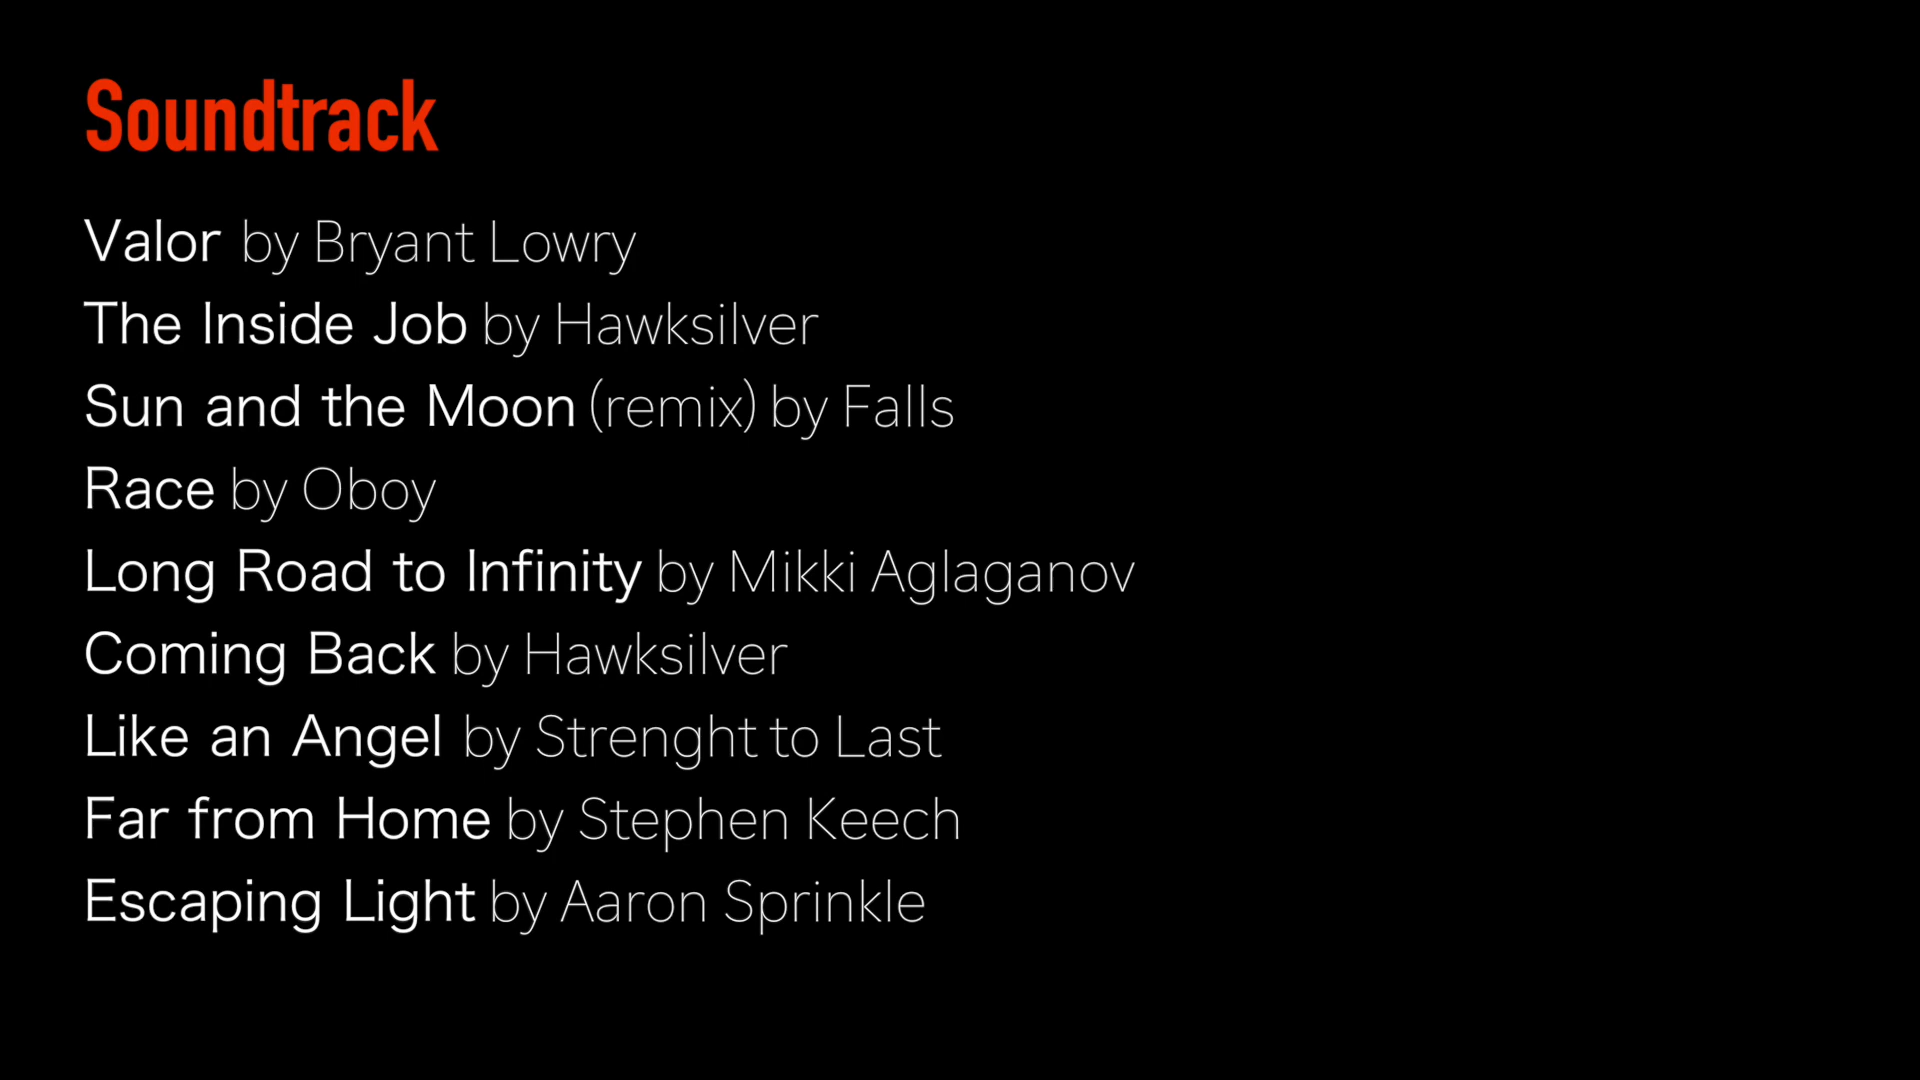 Soundtrack
Valor by Bryant Lowry
The Inside Job by Hawksilver
Sun and the Moon (remix) by Falls
Race by Oboy
Long Road to Infinity by Mikki Aglaganov
Coming Back by Hawksilver
Like an Angel by Strenght to Last
Far from Home by Stephen Keech
Escaping Light by Aaron Sprinkle